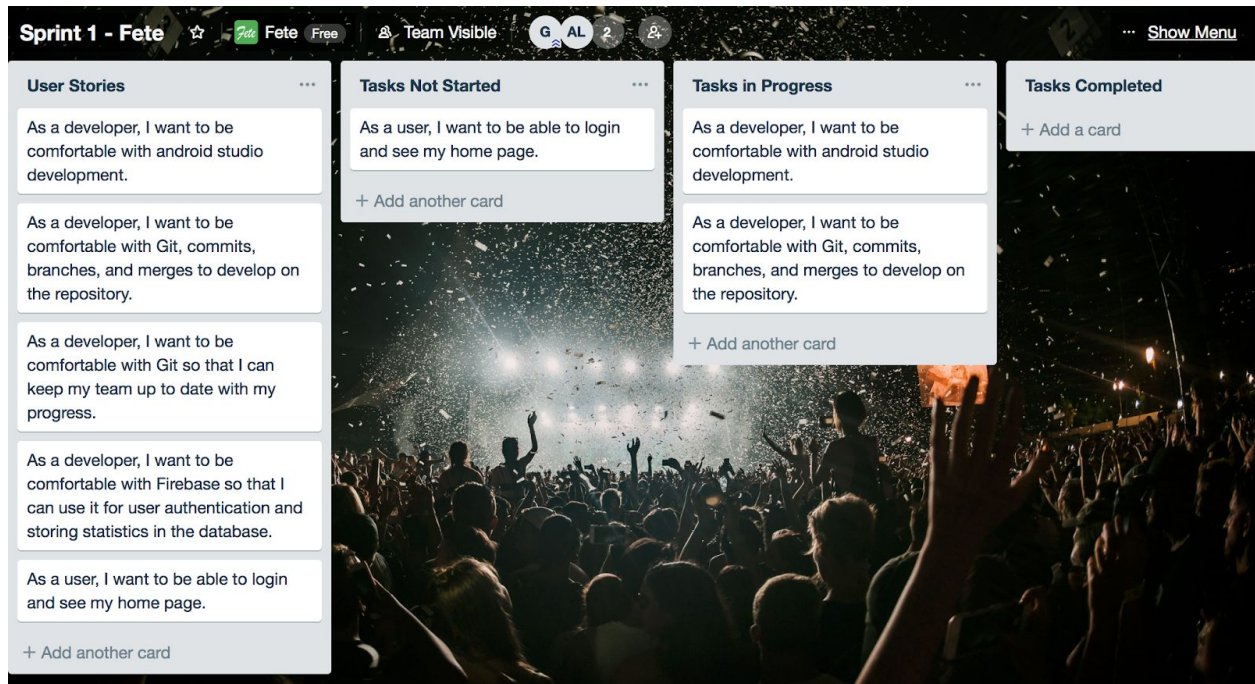 Sprint 1 - Fete
Fete
Fete
Free
Team Visible
G
AL
2
Show Menu
User Stories
As a developer, I want to be
comfortable with android studio
development.
As a developer, I want to be
comfortable with Git, commits,
branches, and merges to develop on
the repository.
As a developer, I want to be
comfortable with Git so that I can
keep my team up to date with my
progress.
As a developer, I want to be
comfortable with Firebase so that I
can use it for user authentication and
storing statistics in the database.
As a user, I want to be able to login
and see my home page.
+ Add another card
Tasks Not Started
As a user, I want to be able to login
and see my home page.
+ Add another card
Tasks in Progress
As a developer, I want to be
comfortable with android studio
development.
As a developer, I want to be
comfortable with Git, commits,
branches, and merges to develop on
the repository.
+ Add another card
Tasks Completed
+ Add a card